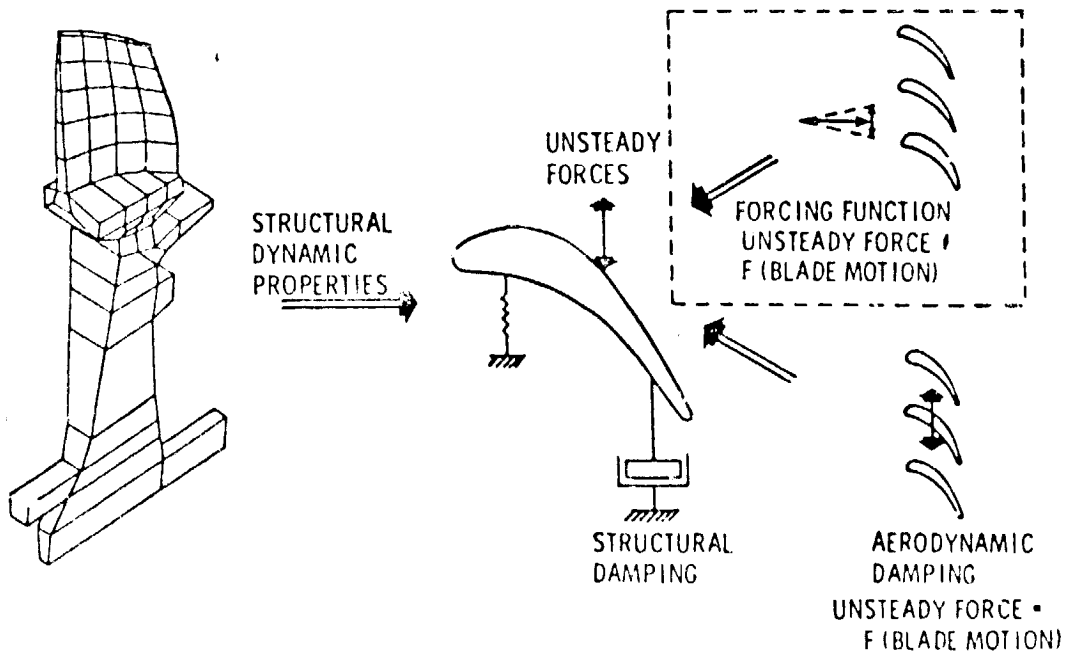 UNSTEADY
FORCES
STRUCTURAL
DYNAMIC
PROPERTIES
FORCING FUNCTION
UNSTEADY FORCE ≠
F (BLADE MOTION)
STRUCTURAL
DAMPING
AERODYNAMIC
DAMPING
UNSTEADY FORCE =
F (BLADE MOTION)